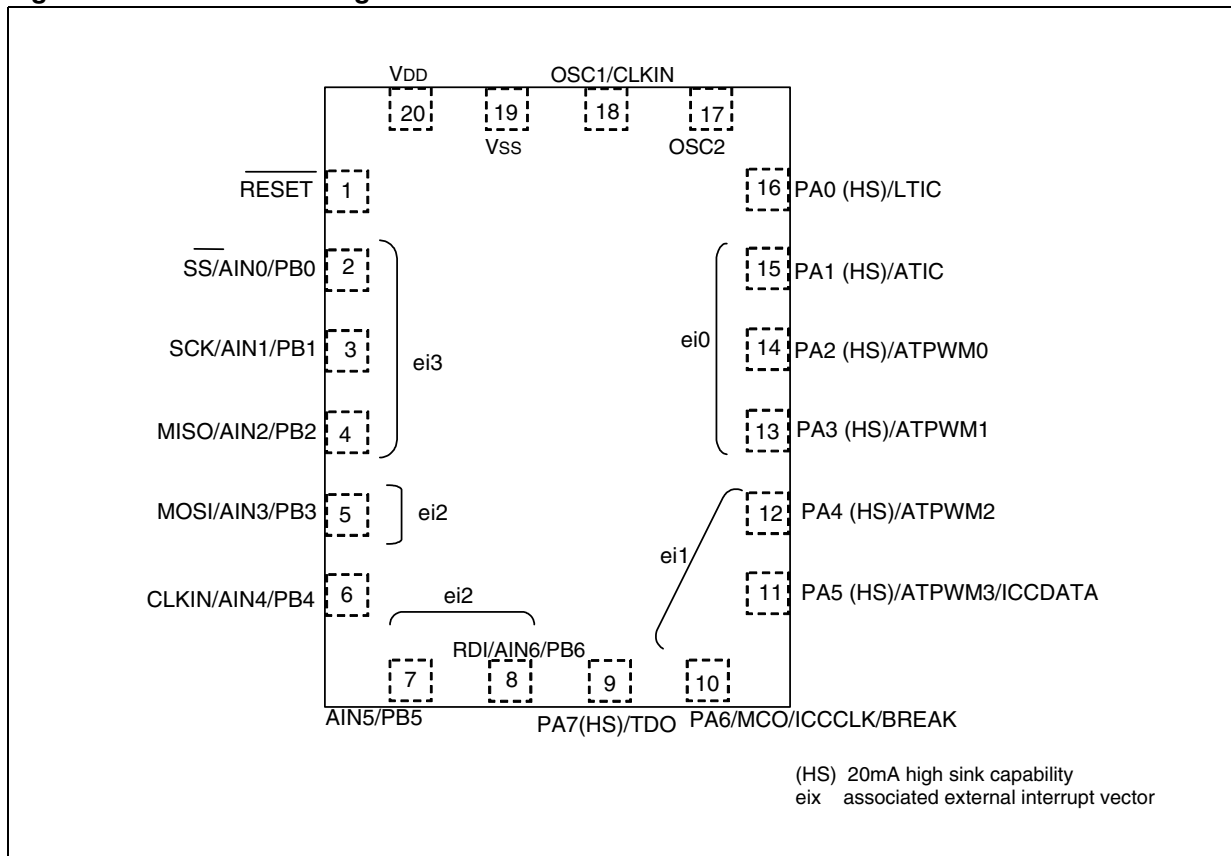 VDD
OSC1/CLKIN
20
19
18
17
VSS
OSC2
RESET
1
16
PA0 (HS)/LTIC
SS/AIN0/PB0
2
15
PA1 (HS)/ATIC
SCK/AIN1/PB1
3
ei3
ei0
14
PA2 (HS)/ATPWM0
MISO/AIN2/PB2
4
13
PA3 (HS)/ATPWM1
MOSI/AIN3/PB3
5
ei2
12
PA4 (HS)/ATPWM2
ei1
CLKIN/AIN4/PB4
6
ei2
11
PA5 (HS)/ATPWM3/ICCDATA
RDI/AIN6/PB6
7
8
9
10
AIN5/PB5
PA7(HS)/TDO
PA6/MCO/ICCCLK/BREAK
(HS) 20mA high sink capability
eix associated external interrupt vector